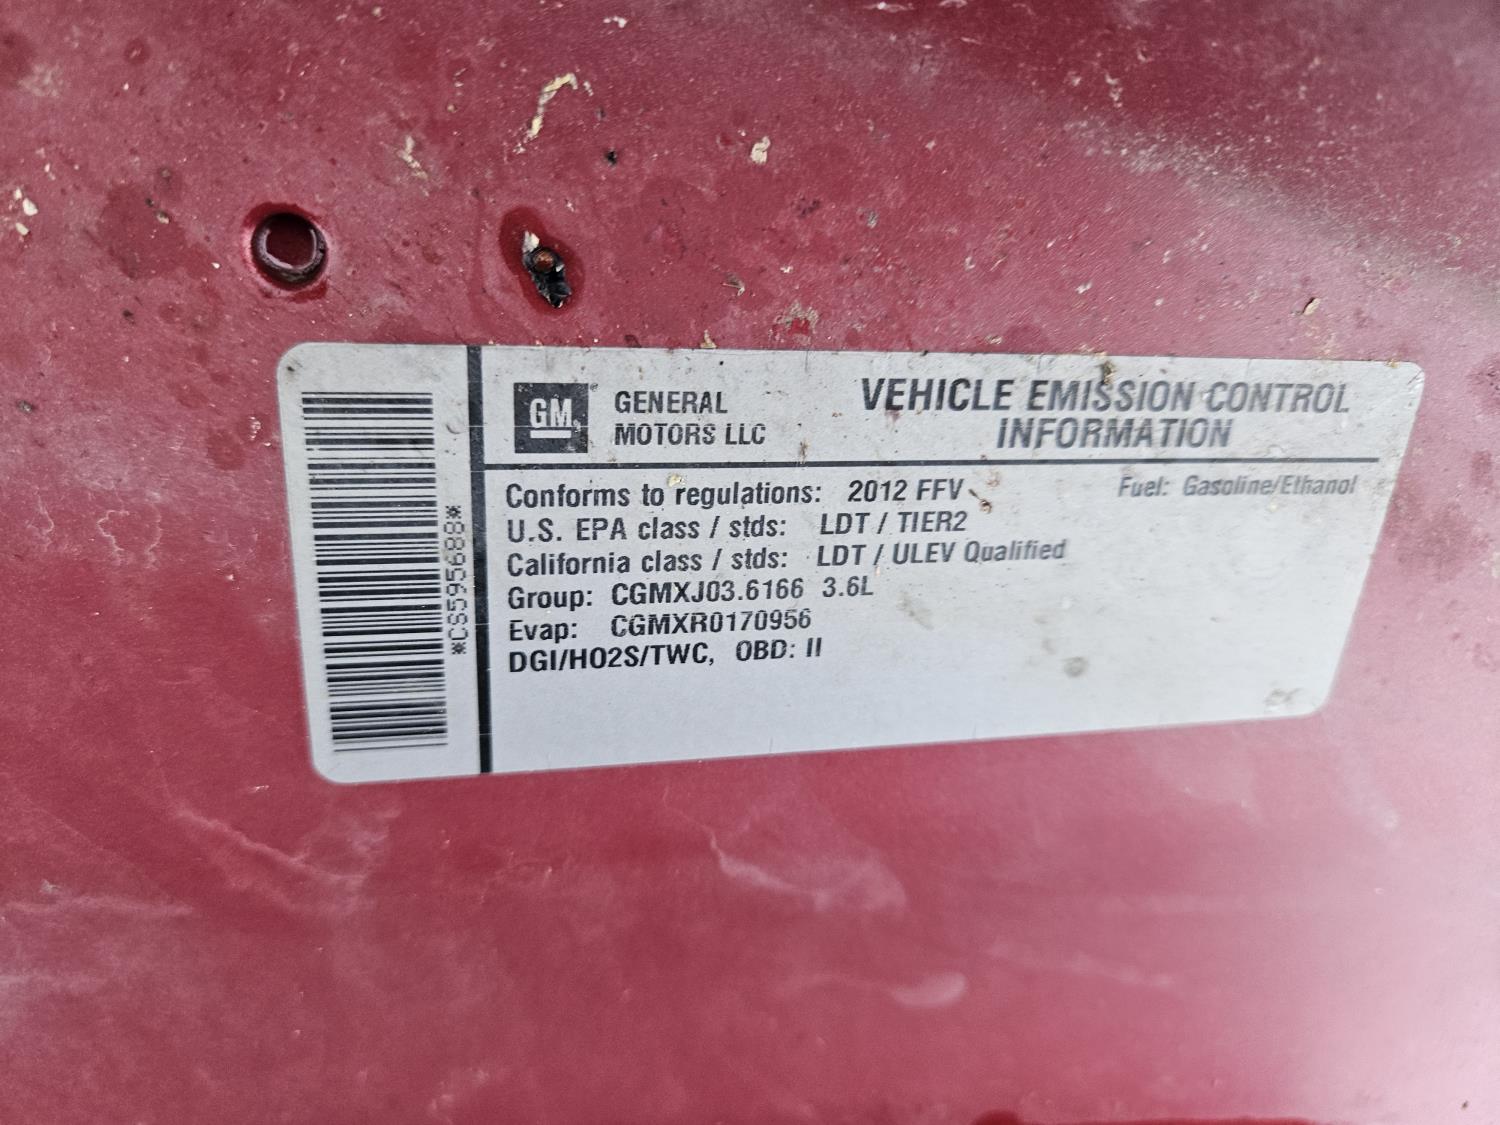 *CS595688*
GM
GENERAL
MOTORS LLC
VEHICLE EMISSION CONTROL
INFORMATION
Conforms to regulations: 2012 FFV
Fuel: Gasoline/Ethanol
U.S. EPA class / stds: LDT / TIER2
California class / stds: LDT / ULEV Qualified
Group: CGMXJ03.6166 3.6L
Evap: CGMXR0170956
DGI/HO2S/TWC, OBD: II